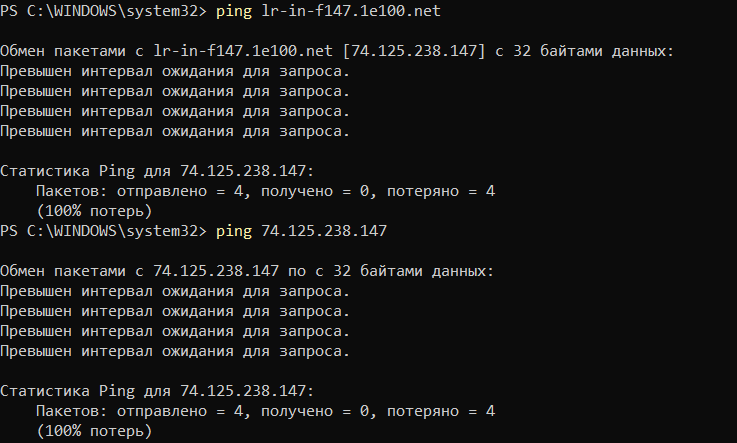 PS C:\WINDOWS\system32> ping lr-in-f147.1e100.net
Обмен пакетами с lr-in-f147.1e100.net [74.125.238.147] с 32 байтами данных:
Превышен интервал ожидания для запроса.
Превышен интервал ожидания для запроса.
Превышен интервал ожидания для запроса.
Превышен интервал ожидания для запроса.
Статистика Ping для 74.125.238.147:
Пакетов: отправлено = 4, получено = 0, потеряно = 4
(100% потерь)
PS C:\WINDOWS\system32> ping 74.125.238.147
Обмен пакетами с 74.125.238.147 по с 32 байтами данных:
Превышен интервал ожидания для запроса.
Превышен интервал ожидания для запроса.
Превышен интервал ожидания для запроса.
Превышен интервал ожидания для запроса.
Статистика Ping для 74.125.238.147:
Пакетов: отправлено = 4, получено = 0, потеряно = 4
(100% потерь)